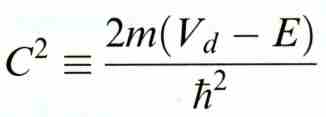 C² ≡ 2m(V_d − E) / ħ²